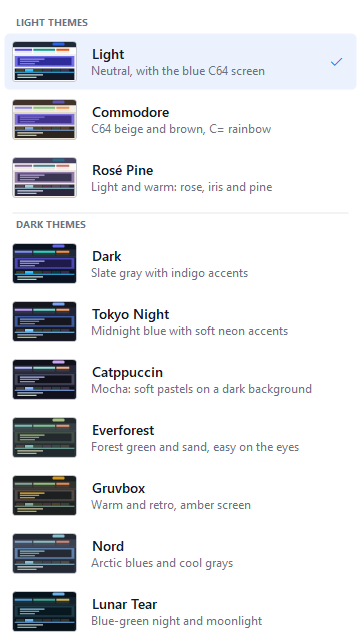 LIGHT THEMES
Light
Neutral, with the blue C64 screen
Commodore
C64 beige and brown, C= rainbow
Rosé Pine
Light and warm: rose, iris and pine
DARK THEMES
Dark
Slate gray with indigo accents
Tokyo Night
Midnight blue with soft neon accents
Catppuccin
Mocha: soft pastels on a dark background
Everforest
Forest green and sand, easy on the eyes
Gruvbox
Warm and retro, amber screen
Nord
Arctic blues and cool grays
Lunar Tear
Blue-green night and moonlight